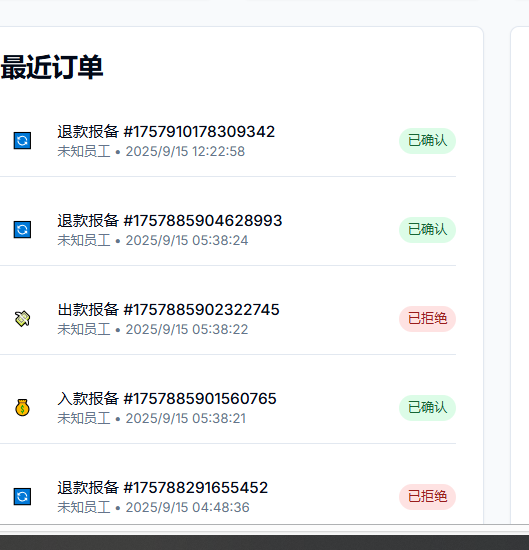 最近订单
退款报备 #1757910178309342
未知员工 • 2025/9/15 12:22:58
已确认
退款报备 #1757885904628993
未知员工 • 2025/9/15 05:38:24
已确认
出款报备 #1757885902322745
未知员工 • 2025/9/15 05:38:22
已拒绝
入款报备 #1757885901560765
未知员工 • 2025/9/15 05:38:21
已确认
退款报备 #175788291655452
未知员工 • 2025/9/15 04:48:36
已拒绝